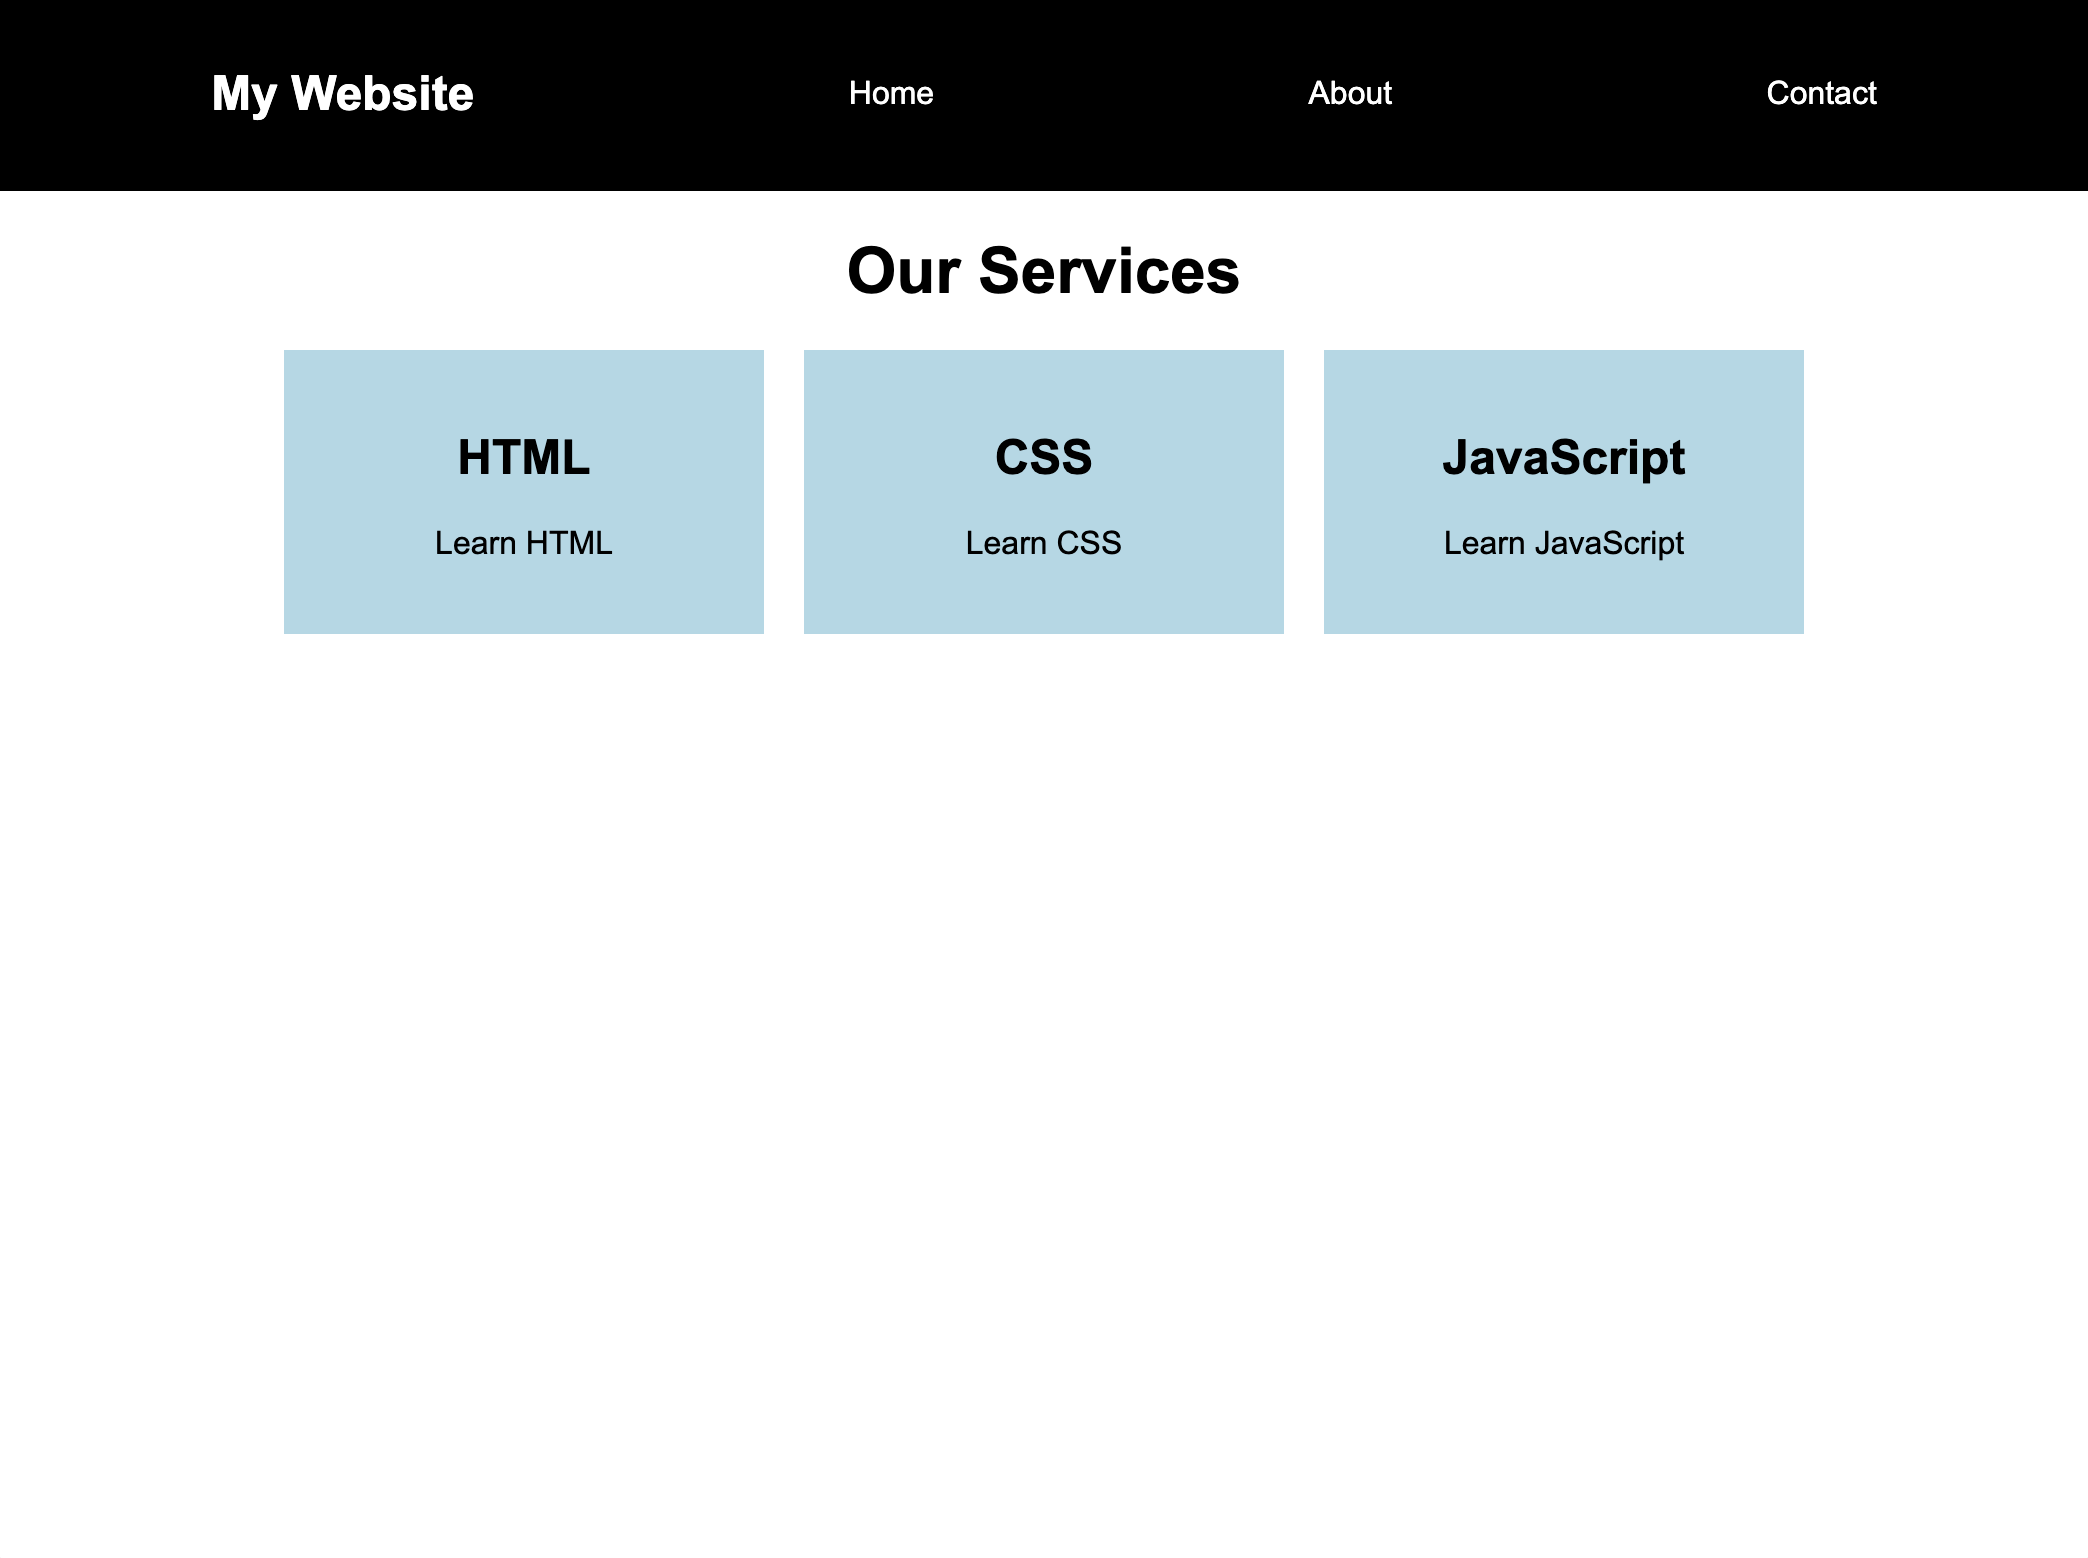 My Website Home About Contact
Our Services
HTML
Learn HTML
CSS
Learn CSS
JavaScript
Learn JavaScript